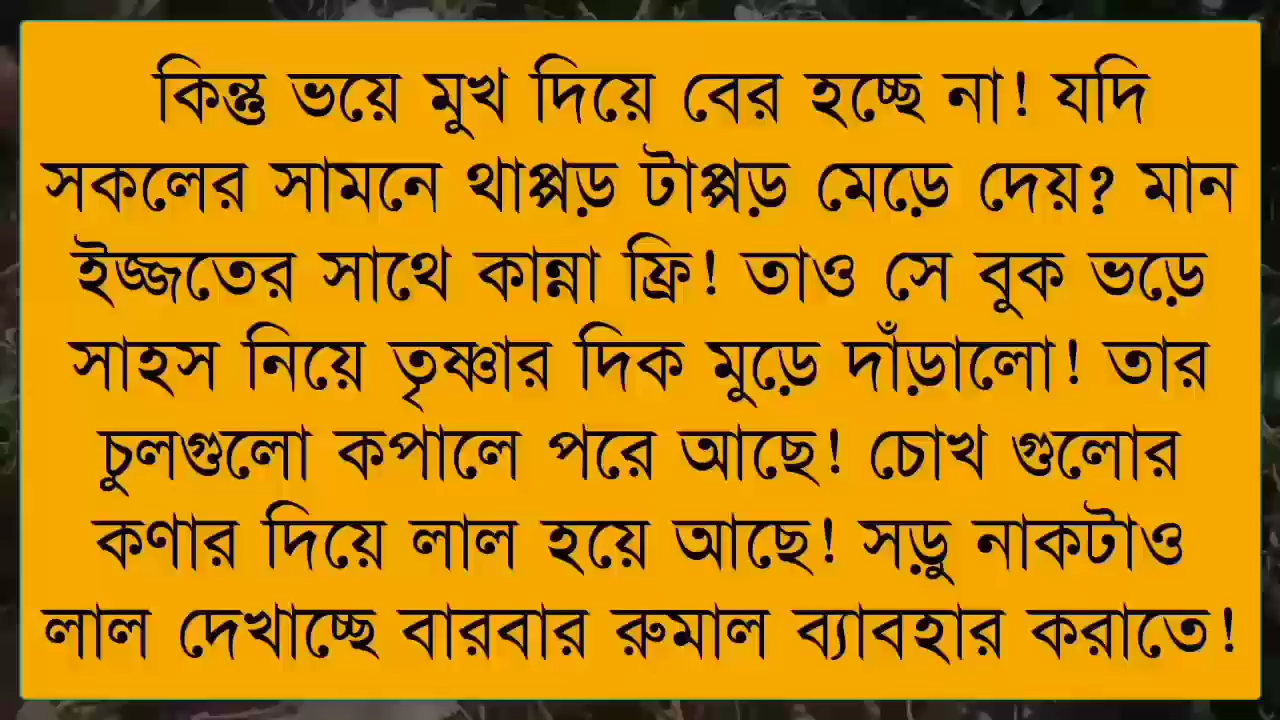 কিন্তু ভয়ে মুখ দিয়ে বের হচ্ছে না! যদি
সকলের সামনে থাপ্পড় টাপ্পড় মেড়ে দেয়? মান
ইজ্জতের সাথে কান্না ফ্রি! তাও সে বুক ভড়ে
সাহস নিয়ে তৃষ্ণার দিক মুড়ে দাঁড়ালো! তার
চুলগুলো কপালে পরে আছে! চোখ গুলোর
কণার দিয়ে লাল হয়ে আছে! সড়ু নাকটাও
লাল দেখাচ্ছে বারবার রুমাল ব্যাবহার করাতে!